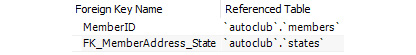 Foreign Key Name Referenced Table
MemberID `autoclub`.`members`
FK_MemberAddress_State `autoclub`.`states`